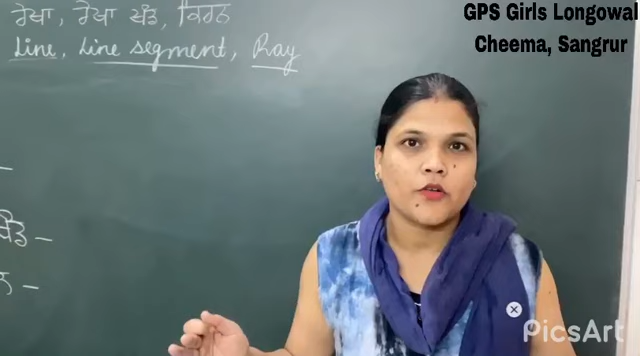 ਰੇਖਾ, ਰੇਖਾ ਖੰਡ, ਕਿਰਨ
Line, Line segment, Ray
GPS Girls Longowal
Cheema, Sangrur
PicsArt